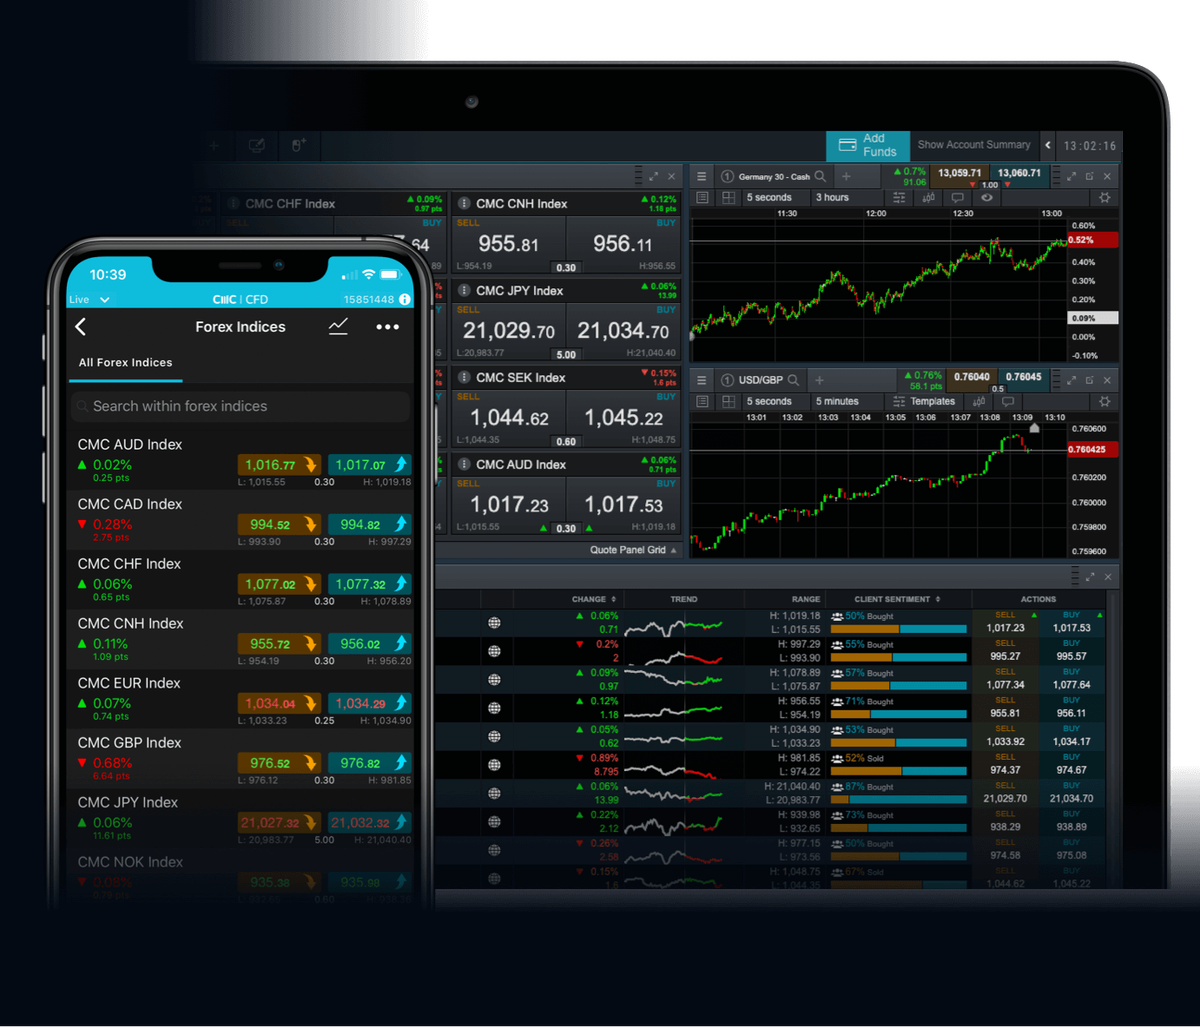 Add
Funds
Show Account Summary
13:02:16
CMC CHF Index
0.09%
0.97 pts
SELL
BUY
CMC CNH Index
0.12%
1.18 pts
SELL
BUY
955.81
956.11
L:954.19
0.30
H:956.55
CMC JPY Index
0.06%
13.99
SELL
BUY
21,029.70
21,034.70
L:20,983.77
5.00
H:21,040.40
CMC SEK Index
0.15%
1.6 pts
SELL
BUY
1,044.62
1,045.22
L:1,044.35
0.60
H:1,048.75
CMC AUD Index
0.06%
0.71 pts
SELL
BUY
1,017.23
1,017.53
L:1,015.55
0.30
H:1,019.18
Quote Panel Grid
1 Germany 30 - Cash
0.7%
91.06
13,059.71
1.00
13,060.71
5 seconds
3 hours
11:30 12:00 12:30 13:00
0.60%
0.52%
0.40%
0.30%
0.20%
0.09%
0.00%
-0.10%
1 USD/GBP
0.76%
58.1 pts
0.76040
0.5
0.76045
5 seconds
5 minutes
Templates
13:01 13:02 13:03 13:04 13:05 13:06 13:07 13:08 13:09 13:10
0.760600
0.760425
0.760200
0.760000
0.759800
0.759600
CHANGE TREND RANGE CLIENT SENTIMENT ACTIONS
0.06% H: 1,019.18 50% Bought SELL BUY
0.71 L: 1,015.55 1,017.23 1,017.53
0.2% H: 997.29 55% Bought SELL BUY
2 L: 993.90 995.27 995.57
0.09% H: 1,078.89 57% Bought SELL BUY
0.97 L: 1,075.87 1,077.34 1,077.64
0.12% H: 956.55 71% Bought SELL BUY
1.18 L: 954.19 955.81 956.11
0.05% H: 1,034.90 53% Bought SELL BUY
0.62 L: 1,033.23 1,033.92 1,034.17
0.89% H: 981.85 52% Sold SELL BUY
8.795 L: 974.22 974.37 974.67
0.06% H: 21,040.40 87% Bought SELL BUY
13.99 L: 20,983.77 21,029.70 21,034.70
0.22% H: 939.98 73% Bought SELL BUY
2.12 L: 932.65 938.29 938.89
0.26% H: 977.15 50% Bought SELL BUY
2.58 L: 973.56 974.58 975.08
0.15% H: 1,048.75 67% Sold SELL BUY
1.6 L: 1,044.35 1,044.62 1,045.22
10:39
Live
CMC | CFD
15851448
Forex Indices
All Forex Indices
Search within forex indices
CMC AUD Index
0.02% 1,016.77 1,017.07
0.25 pts L: 1,015.55 0.30 H: 1,019.18
CMC CAD Index
0.28% 994.52 994.82
2.75 pts L: 993.90 0.30 H: 997.29
CMC CHF Index
0.06% 1,077.02 1,077.32
0.65 pts L: 1,075.87 0.30 H: 1,078.89
CMC CNH Index
0.11% 955.72 956.02
1.09 pts L: 954.19 0.30 H: 956.20
CMC EUR Index
0.07% 1,034.04 1,034.29
0.74 pts L: 1,033.23 0.25 H: 1,034.90
CMC GBP Index
0.68% 976.52 976.82
6.64 pts L: 976.12 0.30 H: 981.85
CMC JPY Index
0.06% 21,027.32 21,032.32
11.61 pts L: 20,983.77 5.00 H: 21,040.40
CMC NOK Index
0.08% 935.38 935.98
0.60